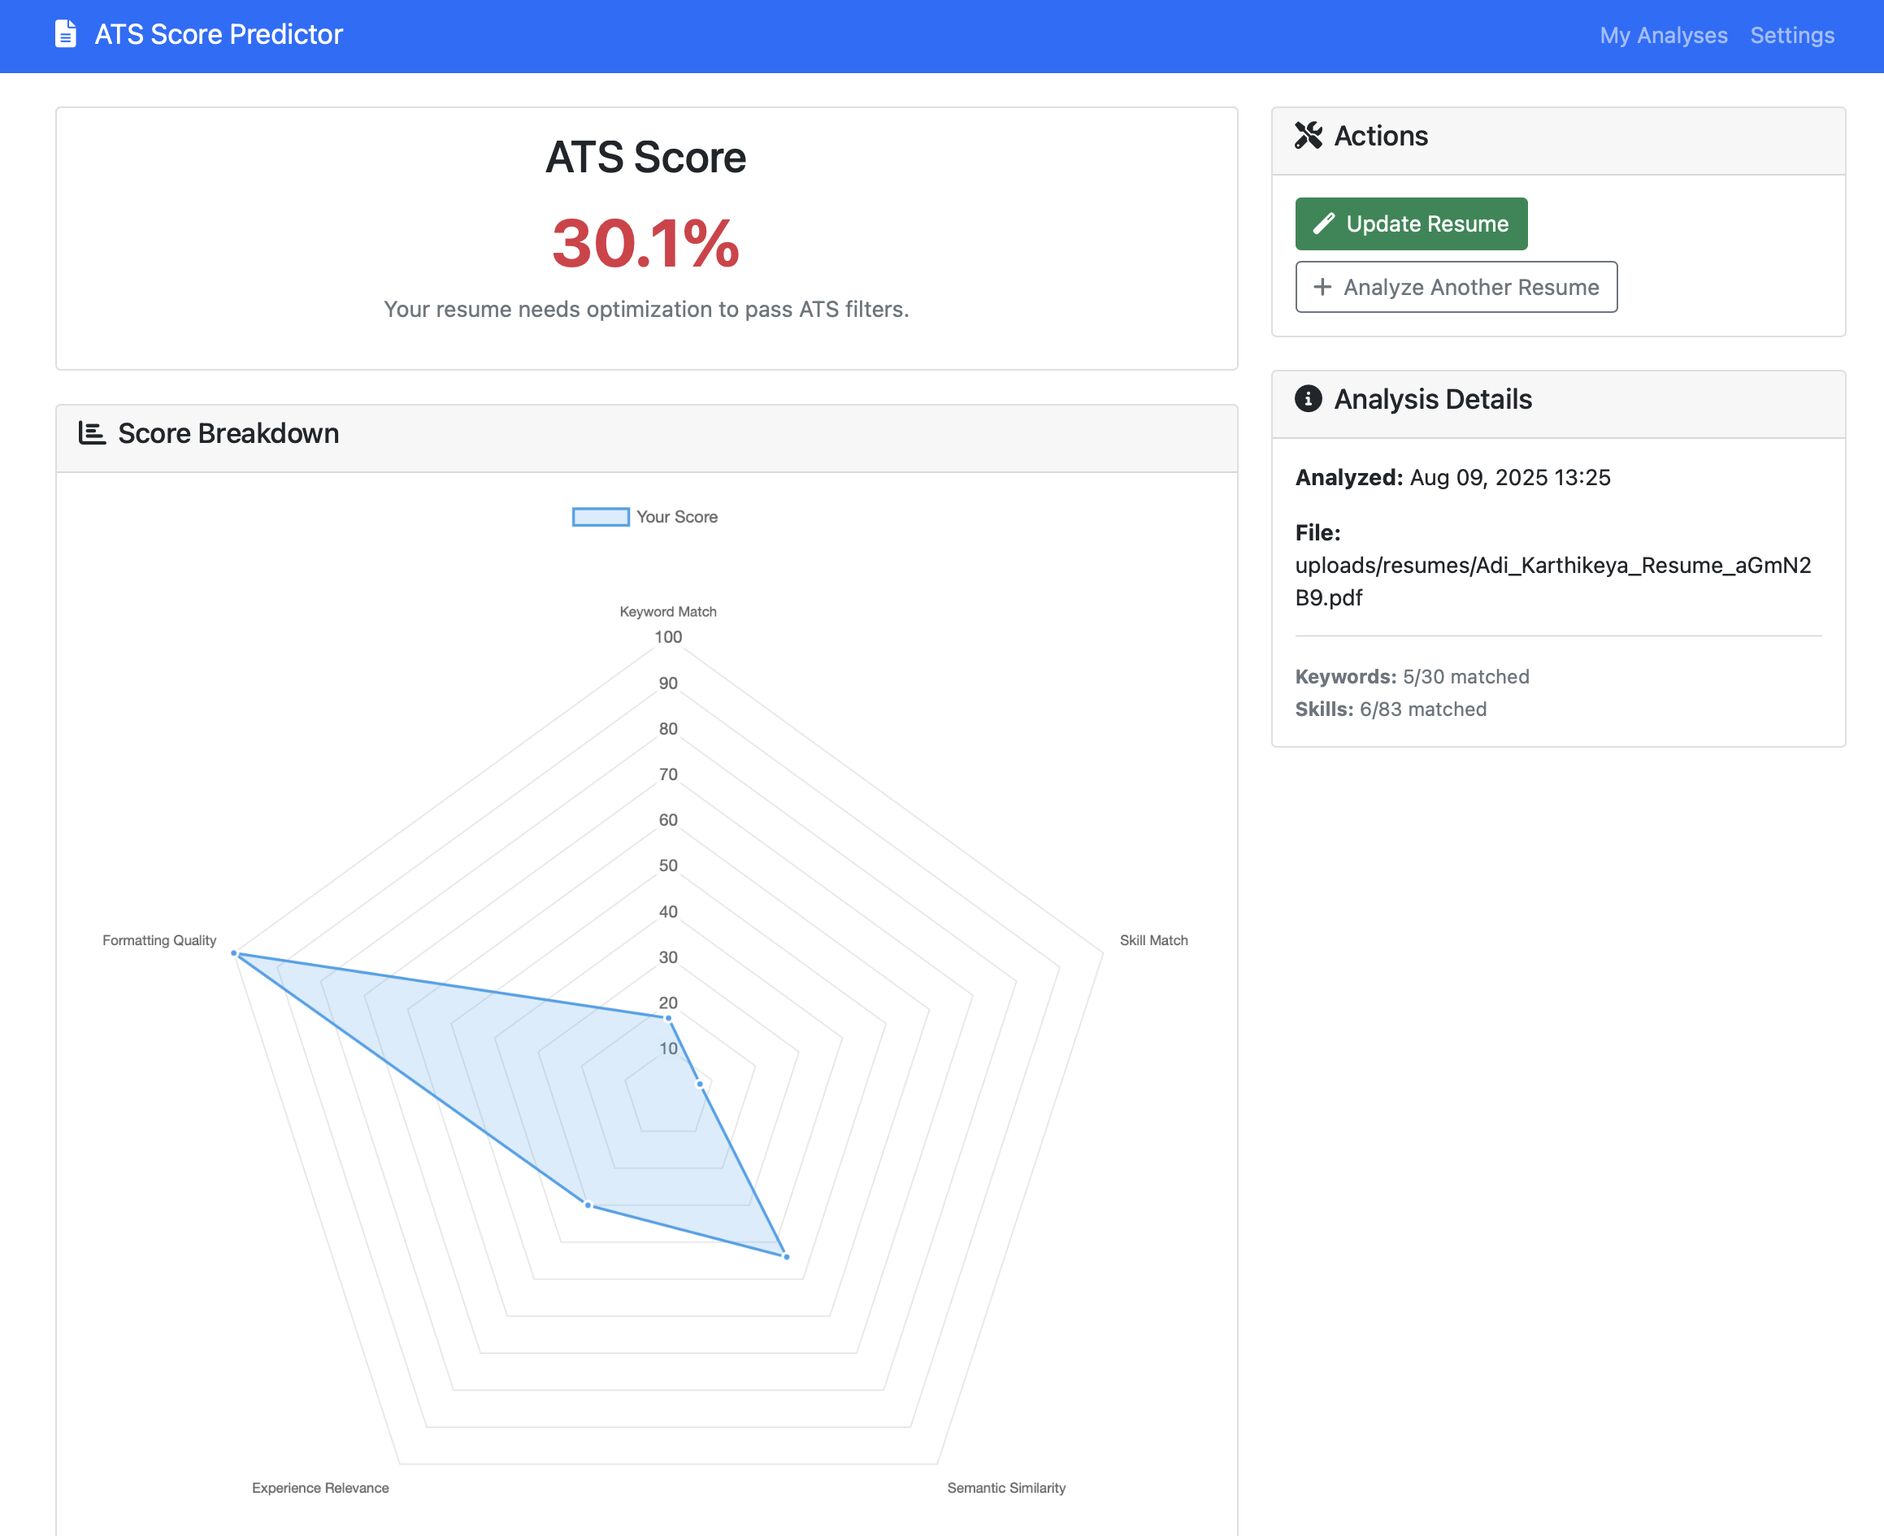 ATS Score Predictor
My Analyses
Settings
ATS Score
30.1%
Your resume needs optimization to pass ATS filters.
Score Breakdown
Your Score
Keyword Match
100
90
80
70
60
50
40
30
20
10
Formatting Quality
Skill Match
Experience Relevance
Semantic Similarity
Actions
Update Resume
Analyze Another Resume
Analysis Details
Analyzed: Aug 09, 2025 13:25
File:
uploads/resumes/Adi_Karthikeya_Resume_aGmN2
B9.pdf
Keywords: 5/30 matched
Skills: 6/83 matched